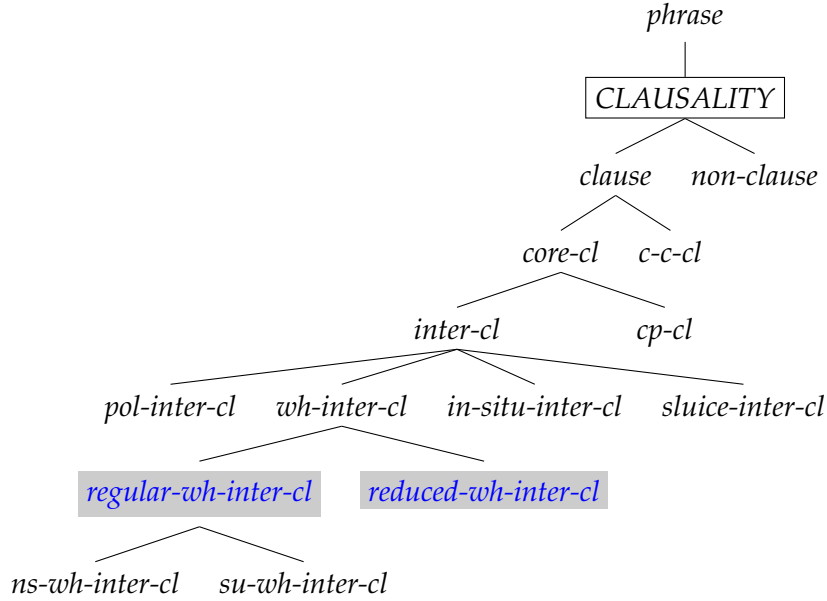 phrase
CLAUSALITY
clause non-clause
core-cl c-c-cl
inter-cl cp-cl
pol-inter-cl wh-inter-cl in-situ-inter-cl sluice-inter-cl
regular-wh-inter-cl reduced-wh-inter-cl
ns-wh-inter-cl su-wh-inter-cl